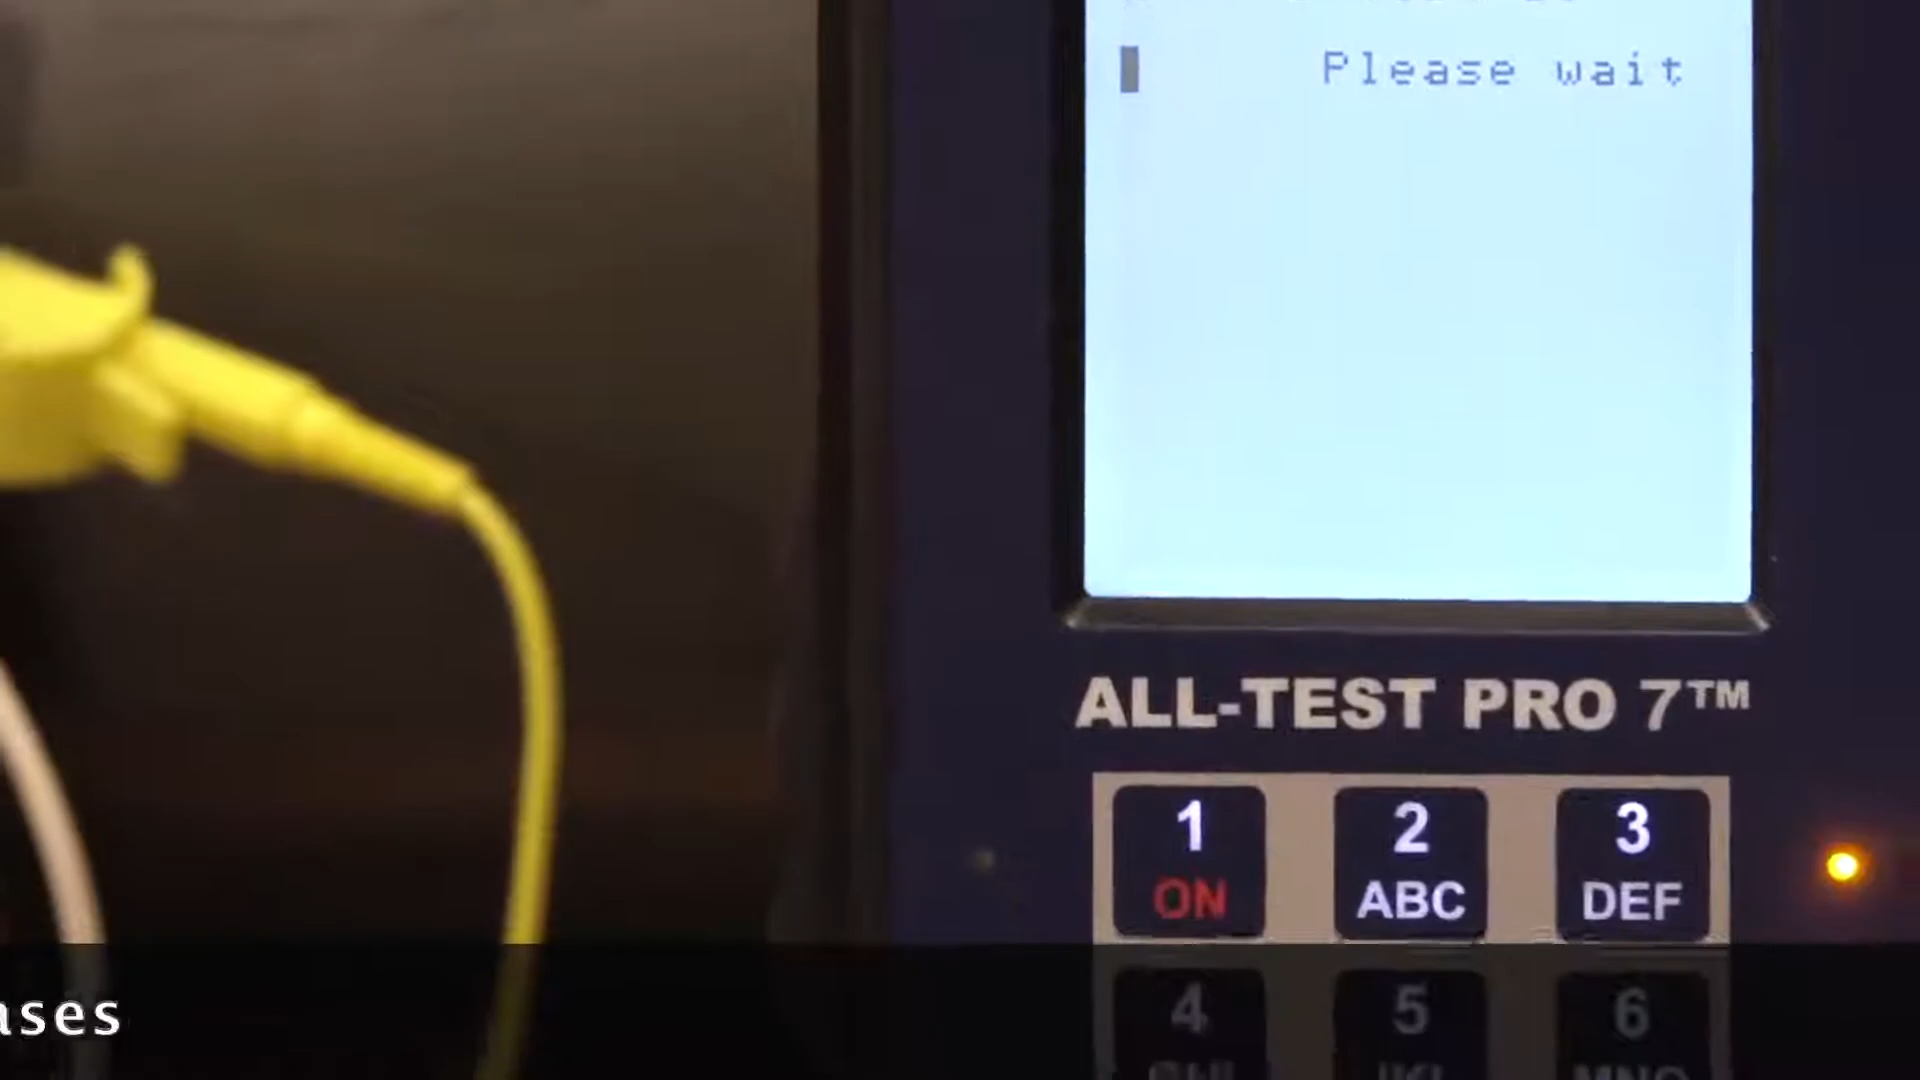 Please wait
ALL-TEST PRO 7™
1 2 3
ON ABC DEF
4 5 6
ases